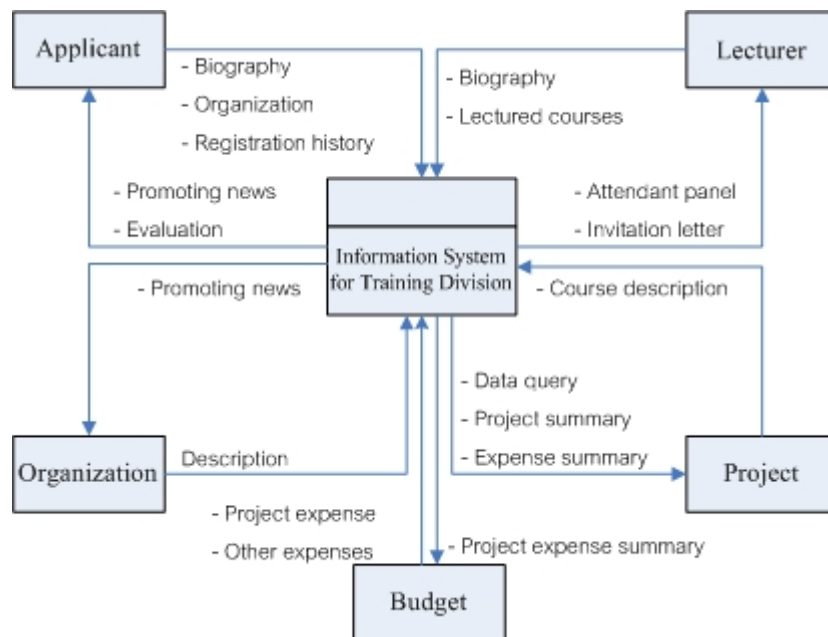 Applicant
Lecturer
- Biography
- Organization
- Registration history
- Biography
- Lectured courses
- Promoting news
- Evaluation
- Attendant panel
- Invitation letter
Information System
for Training Division
- Promoting news
- Course description
- Data query
- Project summary
- Expense summary
Organization
Description
Project
- Project expense
- Other expenses
- Project expense summary
Budget